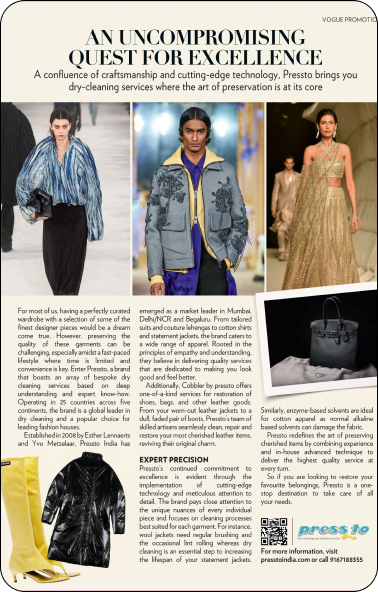 VOGUE PROMOTIO
AN UNCOMPROMISING
QUEST FOR EXCELLENCE
A confluence of craftsmanship and cutting-edge technology, Pressto brings you
dry-cleaning services where the art of preservation is at its core
For most of us, having a perfectly curated
wardrobe with a selection of some of the
finest designer pieces would be a dream
come true. However, preserving the
quality of these garments can be
challenging, especially amidst a fast-paced
lifestyle where time is limited and
convenience is key. Enter Pressto, a brand
that boasts an array of bespoke dry
cleaning services based on deep
understanding and expert know-how.
Operating in 25 countries across five
continents, the brand is a global leader in
dry cleaning and a popular choice for
leading fashion houses.
Established in 2008 by Esther Lennaerts
and Yvo Metzelaar, Pressto India has
emerged as a market leader in Mumbai,
Delhi/NCR and Begaluru. From tailored
suits and couture lehengas to cotton shirts
and statement jackets, the brand caters to
a wide range of apparel. Rooted in the
principles of empathy and understanding,
they believe in delivering quality services
that are dedicated to making you look
good and feel better.
Additionally, Cobbler by pressto offers
one-of-a-kind services for restoration of
shoes, bags, and other leather goods.
From your worn-out leather jackets to a
dull, faded pair of boots, Pressto's team of
skilled artisans seamlessly clean, repair and
restore your most cherished leather items,
reviving their original charm.
EXPERT PRECISION
Pressto's continued commitment to
excellence is evident through the
implementation of cutting-edge
technology and meticulous attention to
detail. The brand pays close attention to
the unique nuances of every individual
piece and focuses on cleaning processes
best suited for each garment. For instance,
wool jackets need regular brushing and
the occasional lint rolling whereas dry
cleaning is an essential step to increasing
the lifespan of your statement jackets.
Similarly, enzyme-based solvents are ideal
for cotton apparel as normal alkaline
based solvents can damage the fabric.
Pressto redefines the art of preserving
cherished items by combining experience
and in-house advanced technique to
deliver the highest quality service at
every turn.
So if you are looking to restore your
favourite belongings, Pressto is a one-
stop destination to take care of all
your needs.
pressto
For more information, visit
presstoindia.com or call 9167188355